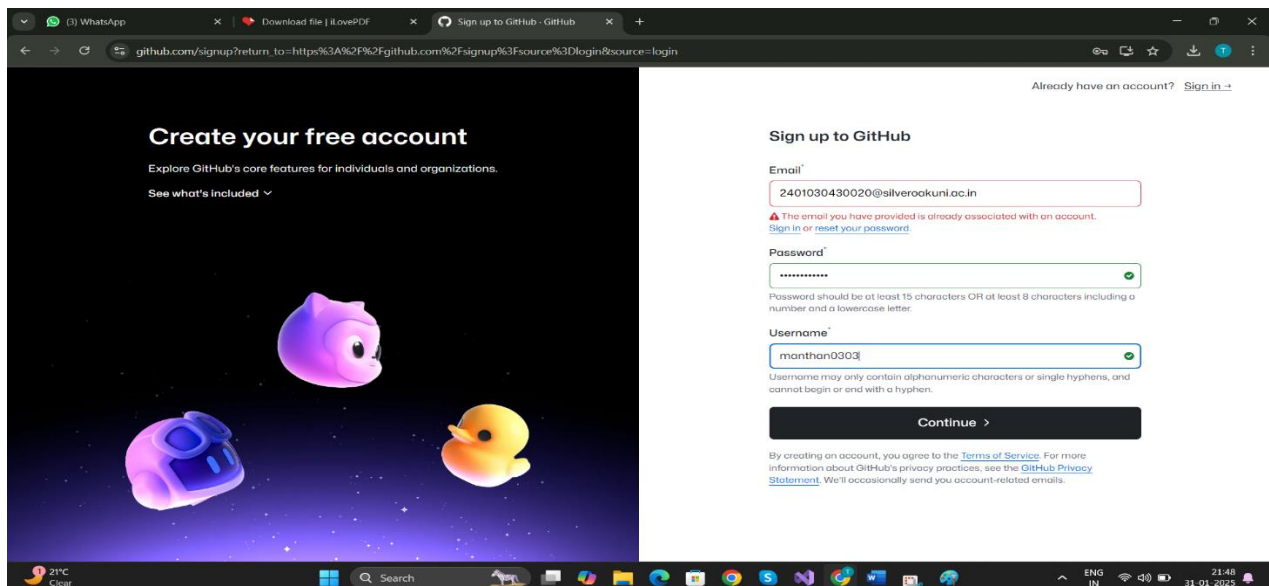 (3) WhatsApp
Download file | iLovePDF
Sign up to GitHub · GitHub
github.com/signup?return_to=https%3A%2F%2Fgithub.com%2Fsignup%3Fsource%3Dlogin&source=login
T
Already have an account? Sign in →
Create your free account
Explore GitHub's core features for individuals and organizations.
See what's included
Sign up to GitHub
Email*
2401030430020@silveroakuni.ac.in
The email you have provided is already associated with an account.
Sign in or reset your password.
Password*
••••••••••••
Password should be at least 15 characters OR at least 8 characters including a
number and a lowercase letter.
Username*
manthan0303
Username may only contain alphanumeric characters or single hyphens, and
cannot begin or end with a hyphen.
Continue >
By creating an account, you agree to the Terms of Service. For more
information about GitHub's privacy practices, see the GitHub Privacy
Statement. We'll occasionally send you account-related emails.
1
21°C
Clear
Search
ENG
IN
21:48
31-01-2025